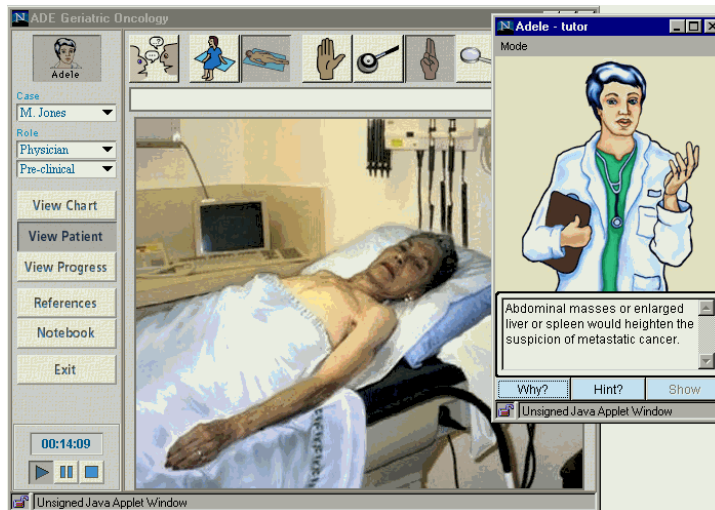 ADE Geriatric Oncology
Adele
Case
M. Jones
Role
Physician
Pre-clinical
View Chart
View Patient
View Progress
References
Notebook
Exit
00:14:09
Unsigned Java Applet Window
Adele - tutor
Mode
Abdominal masses or enlarged
liver or spleen would heighten the
suspicion of metastatic cancer.
Why? Hint? Show
Unsigned Java Applet Window